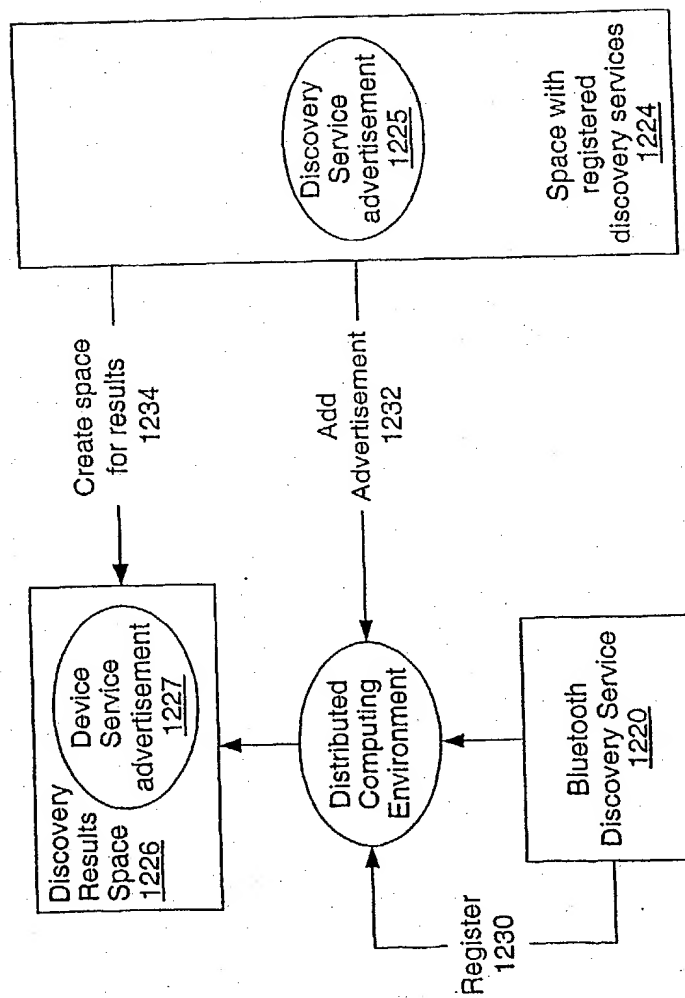 Discovery
Results
Space
1226
Device
Service
advertisement
1227
Create space
for results
1234
Discovery
Service
advertisement
1225
Space with
registered
discovery services
1224
Add
Advertisement
1232
Distributed
Computing
Environment
Register
1230
Bluetooth
Discovery Service
1220